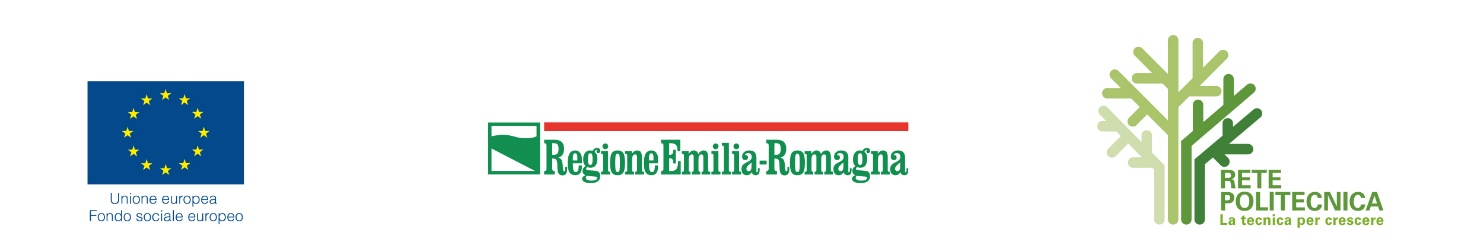 Unione europea
Fondo sociale europeo
RegioneEmilia-Romagna
RETE
POLITECNICA
La tecnica per crescere